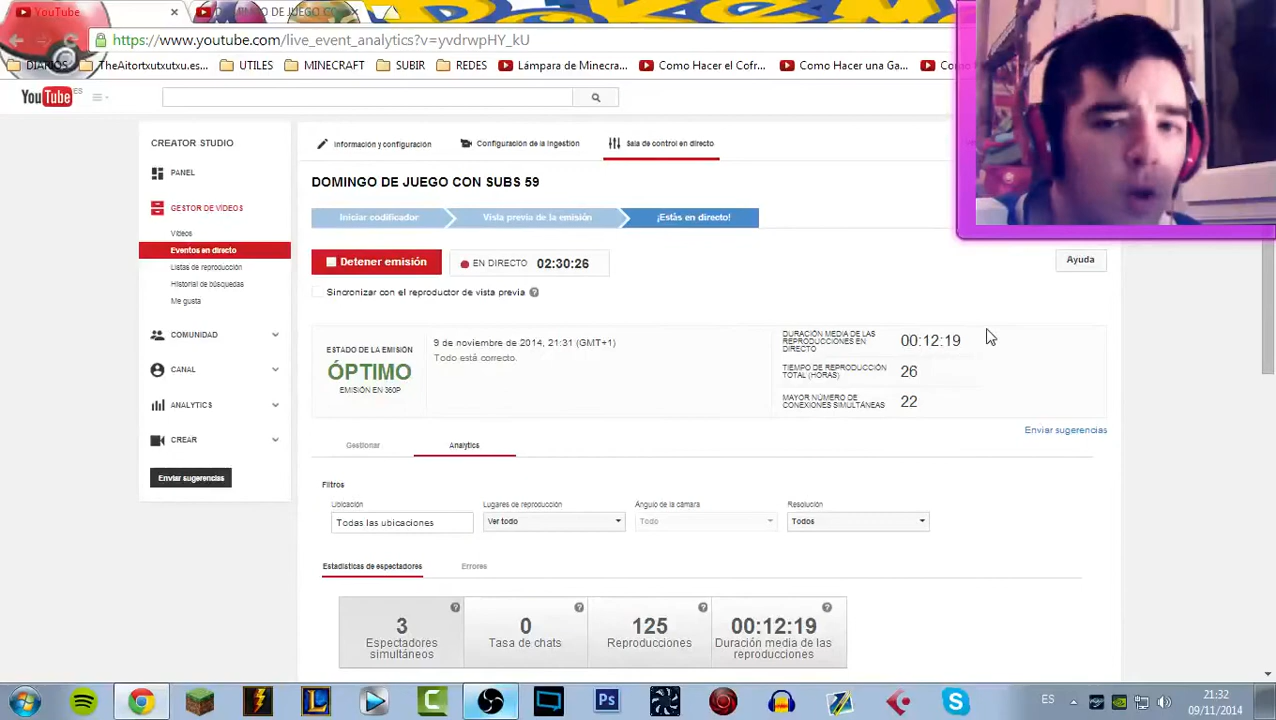 YouTube
DE JUEGO CO
https://www.youtube.com/live_event_analytics?v=yvdrwpHY_kU
DIARIOS
TheAitortxutxutxu.es...
UTILES
MINECRAFT
SUBIR
REDES
Lámpara de Minecra...
Como Hacer el Cofr...
Como Hacer una Ga...
Como
YouTube ES
CREATOR STUDIO
PANEL
GESTOR DE VÍDEOS
Vídeos
Eventos en directo
Listas de reproducción
Historial de búsquedas
Me gusta
COMUNIDAD
CANAL
ANALYTICS
CREAR
Enviar sugerencias
Información y configuración
Configuración de la ingestión
Sala de control en directo
DOMINGO DE JUEGO CON SUBS 59
Iniciar codificador
Vista previa de la emisión
¡Estás en directo!
Detener emisión
EN DIRECTO 02:30:26
Ayuda
Sincronizar con el reproductor de vista previa
ESTADO DE LA EMISIÓN
ÓPTIMO
EMISIÓN EN 360P
9 de noviembre de 2014, 21:31 (GMT+1)
Todo está correcto.
DURACIÓN MEDIA DE LAS
REPRODUCCIONES EN
DIRECTO
00:12:19
TIEMPO DE REPRODUCCIÓN
TOTAL (HORAS)
26
MAYOR NÚMERO DE
CONEXIONES SIMULTÁNEAS
22
Enviar sugerencias
Gestionar
Analytics
Filtros
Ubicación
Todas las ubicaciones
Lugares de reproducción
Ver todo
Ángulo de la cámara
Todo
Resolución
Todos
Estadísticas de espectadores
Errores
3
Espectadores
simultáneos
0
Tasa de chats
125
Reproducciones
00:12:19
Duración media de las
reproducciones
ES
21:32
09/11/2014